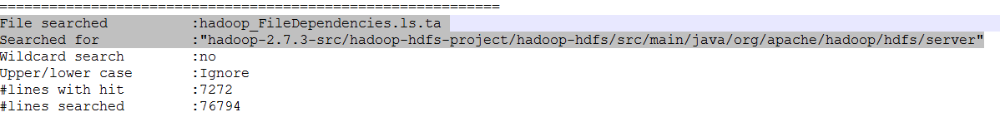 ============================================================
File searched          :hadoop_FileDependencies.ls.ta
Searched for           :"hadoop-2.7.3-src/hadoop-hdfs-project/hadoop-hdfs/src/main/java/org/apache/hadoop/hdfs/server"
Wildcard search        :no
Upper/lower case       :Ignore
#lines with hit        :7272
#lines searched        :76794